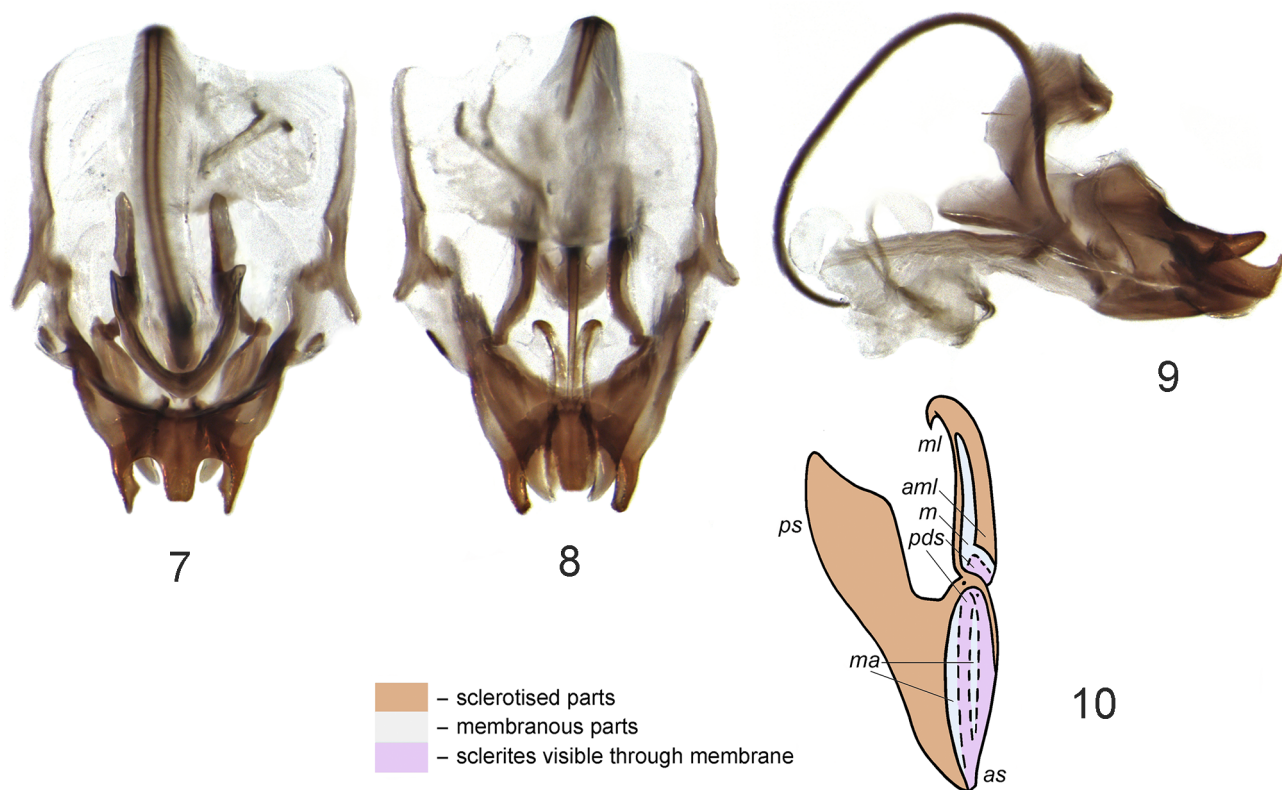 7
8
9
ml
aml
m
ps
pds
ma
as
10
– sclerotised parts
– membranous parts
– sclerites visible through membrane